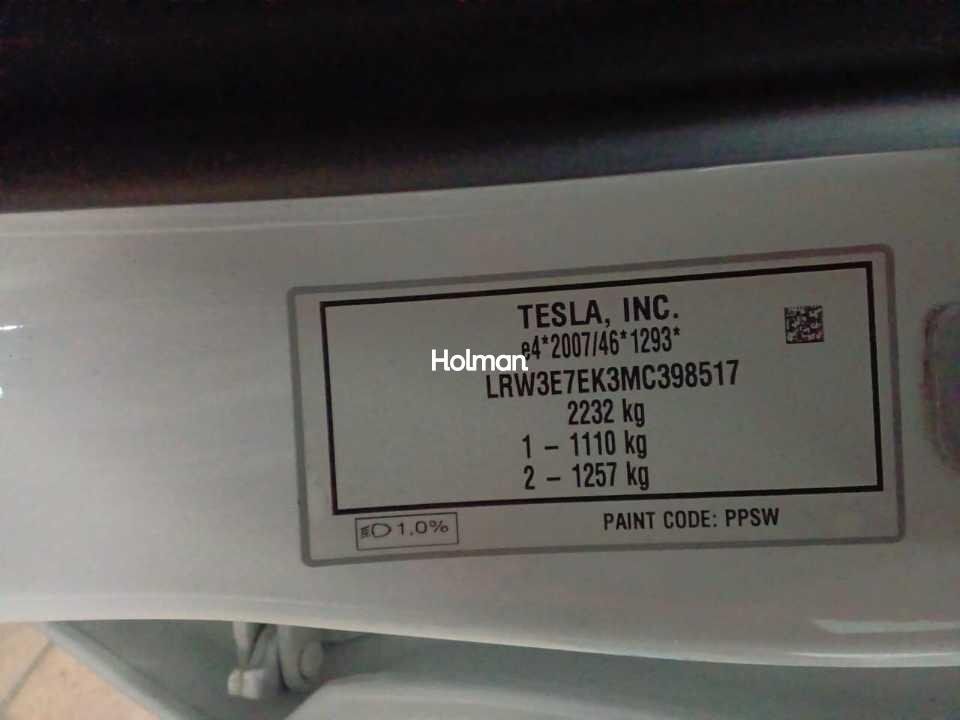 TESLA, INC.
e4*2007/46*1293*
Holman
LRW3E7EK3MC398517
2232 kg
1 - 1110 kg
2 - 1257 kg
1.0%
PAINT CODE: PPSW